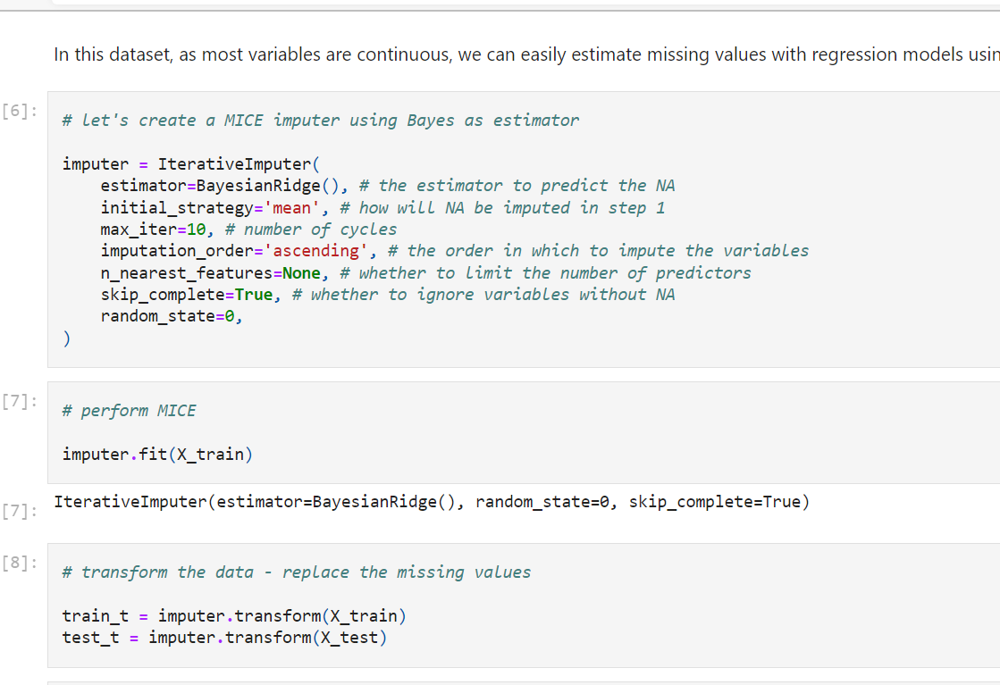 In this dataset, as most variables are continuous, we can easily estimate missing values with regression models usin
[6]:
# let's create a MICE imputer using Bayes as estimator
imputer = IterativeImputer(
    estimator=BayesianRidge(), # the estimator to predict the NA
    initial_strategy='mean', # how will NA be imputed in step 1
    max_iter=10, # number of cycles
    imputation_order='ascending', # the order in which to impute the variables
    n_nearest_features=None, # whether to limit the number of predictors
    skip_complete=True, # whether to ignore variables without NA
    random_state=0,
)
[7]:
# perform MICE
imputer.fit(X_train)
[7]:
IterativeImputer(estimator=BayesianRidge(), random_state=0, skip_complete=True)
[8]:
# transform the data - replace the missing values
train_t = imputer.transform(X_train)
test_t = imputer.transform(X_test)